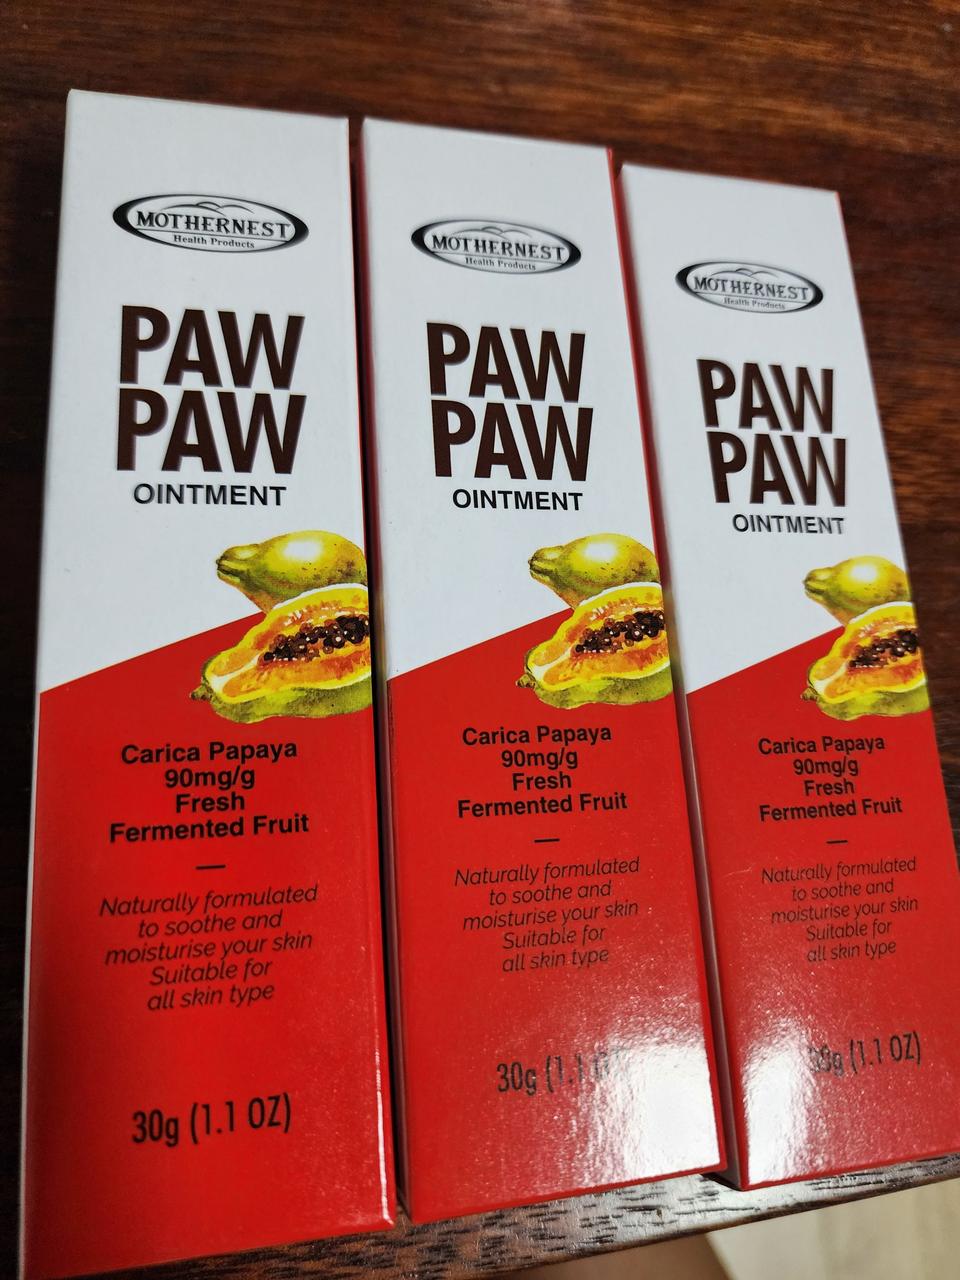 MOTHERNEST
Health Products
PAW
PAW
OINTMENT
Carica Papaya
90mg/g
Fresh
Fermented Fruit
Naturally formulated
to soothe and
moisturise your skin
Suitable for
all skin type
30g (1.1 OZ)
MOTHERNEST
Health Products
PAW
PAW
OINTMENT
Carica Papaya
90mg/g
Fresh
Fermented Fruit
Naturally formulated
to soothe and
moisturise your skin
Suitable for
all skin type
30g (1.1 OZ)
MOTHERNEST
Health Products
PAW
PAW
OINTMENT
Carica Papaya
90mg/g
Fresh
Fermented Fruit
Naturally formulated
to soothe and
moisturise your skin
Suitable for
all skin type
30g (1.1 OZ)